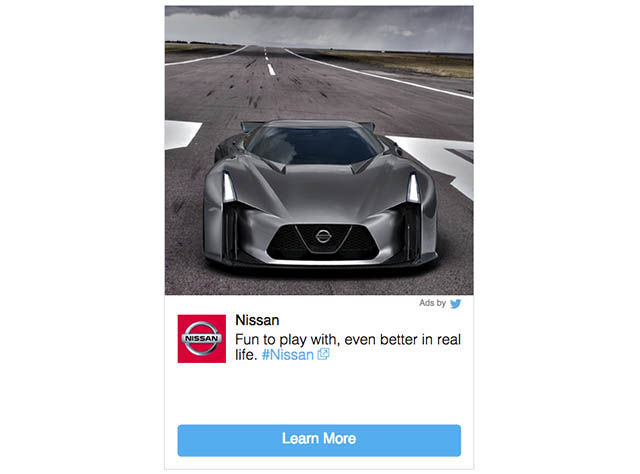 Ads by
NISSAN
Nissan
Fun to play with, even better in real
life. #Nissan
Learn More